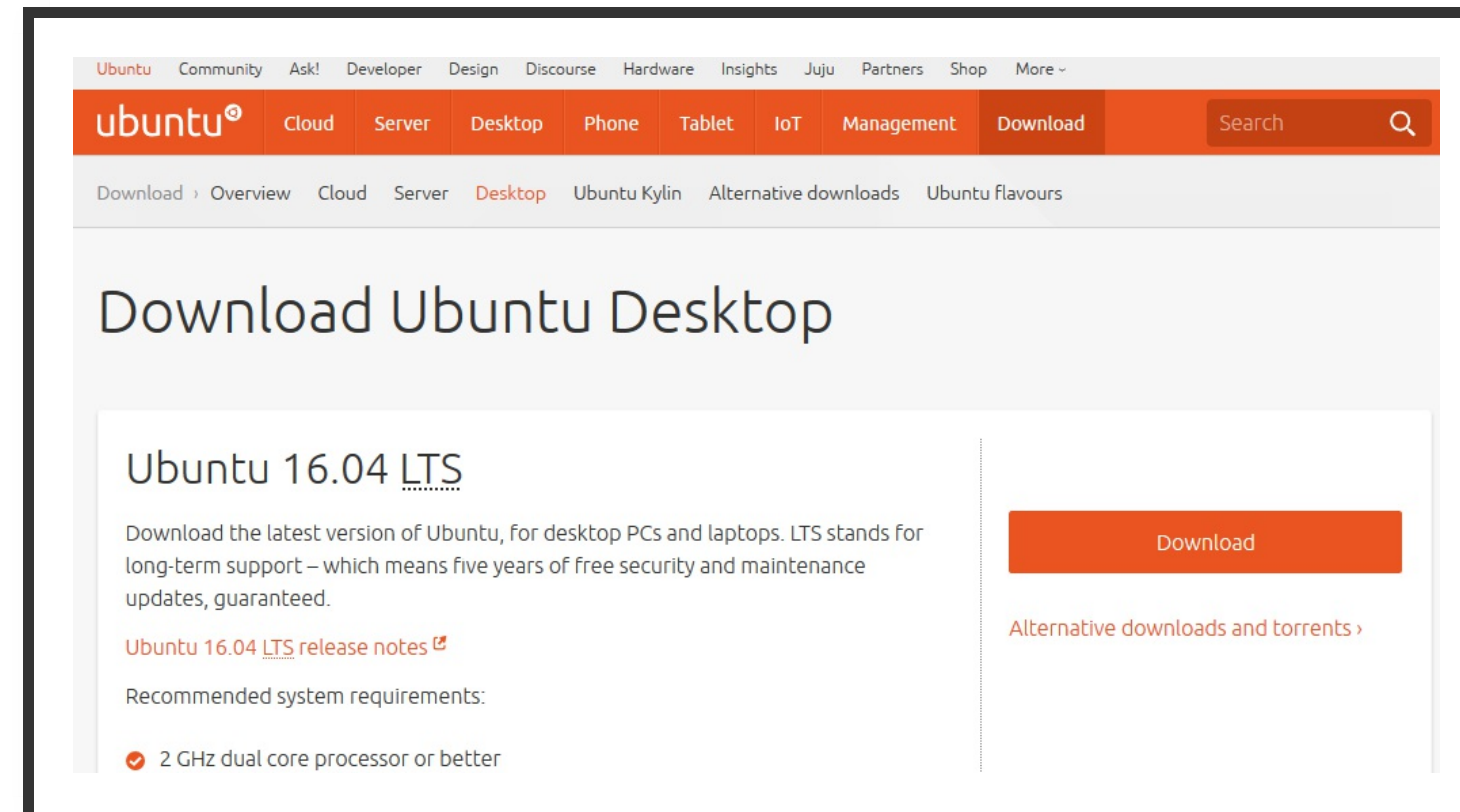 Ubuntu Community Ask! Developer Design Discourse Hardware Insights Juju Partners Shop More
ubuntu Cloud Server Desktop Phone Tablet IoT Management Download Search
Download › Overview Cloud Server Desktop Ubuntu Kylin Alternative downloads Ubuntu flavours
Download Ubuntu Desktop
Ubuntu 16.04 LTS
Download the latest version of Ubuntu, for desktop PCs and laptops. LTS stands for
long-term support – which means five years of free security and maintenance
updates, guaranteed.
Ubuntu 16.04 LTS release notes
Recommended system requirements:
2 GHz dual core processor or better
Download
Alternative downloads and torrents ›